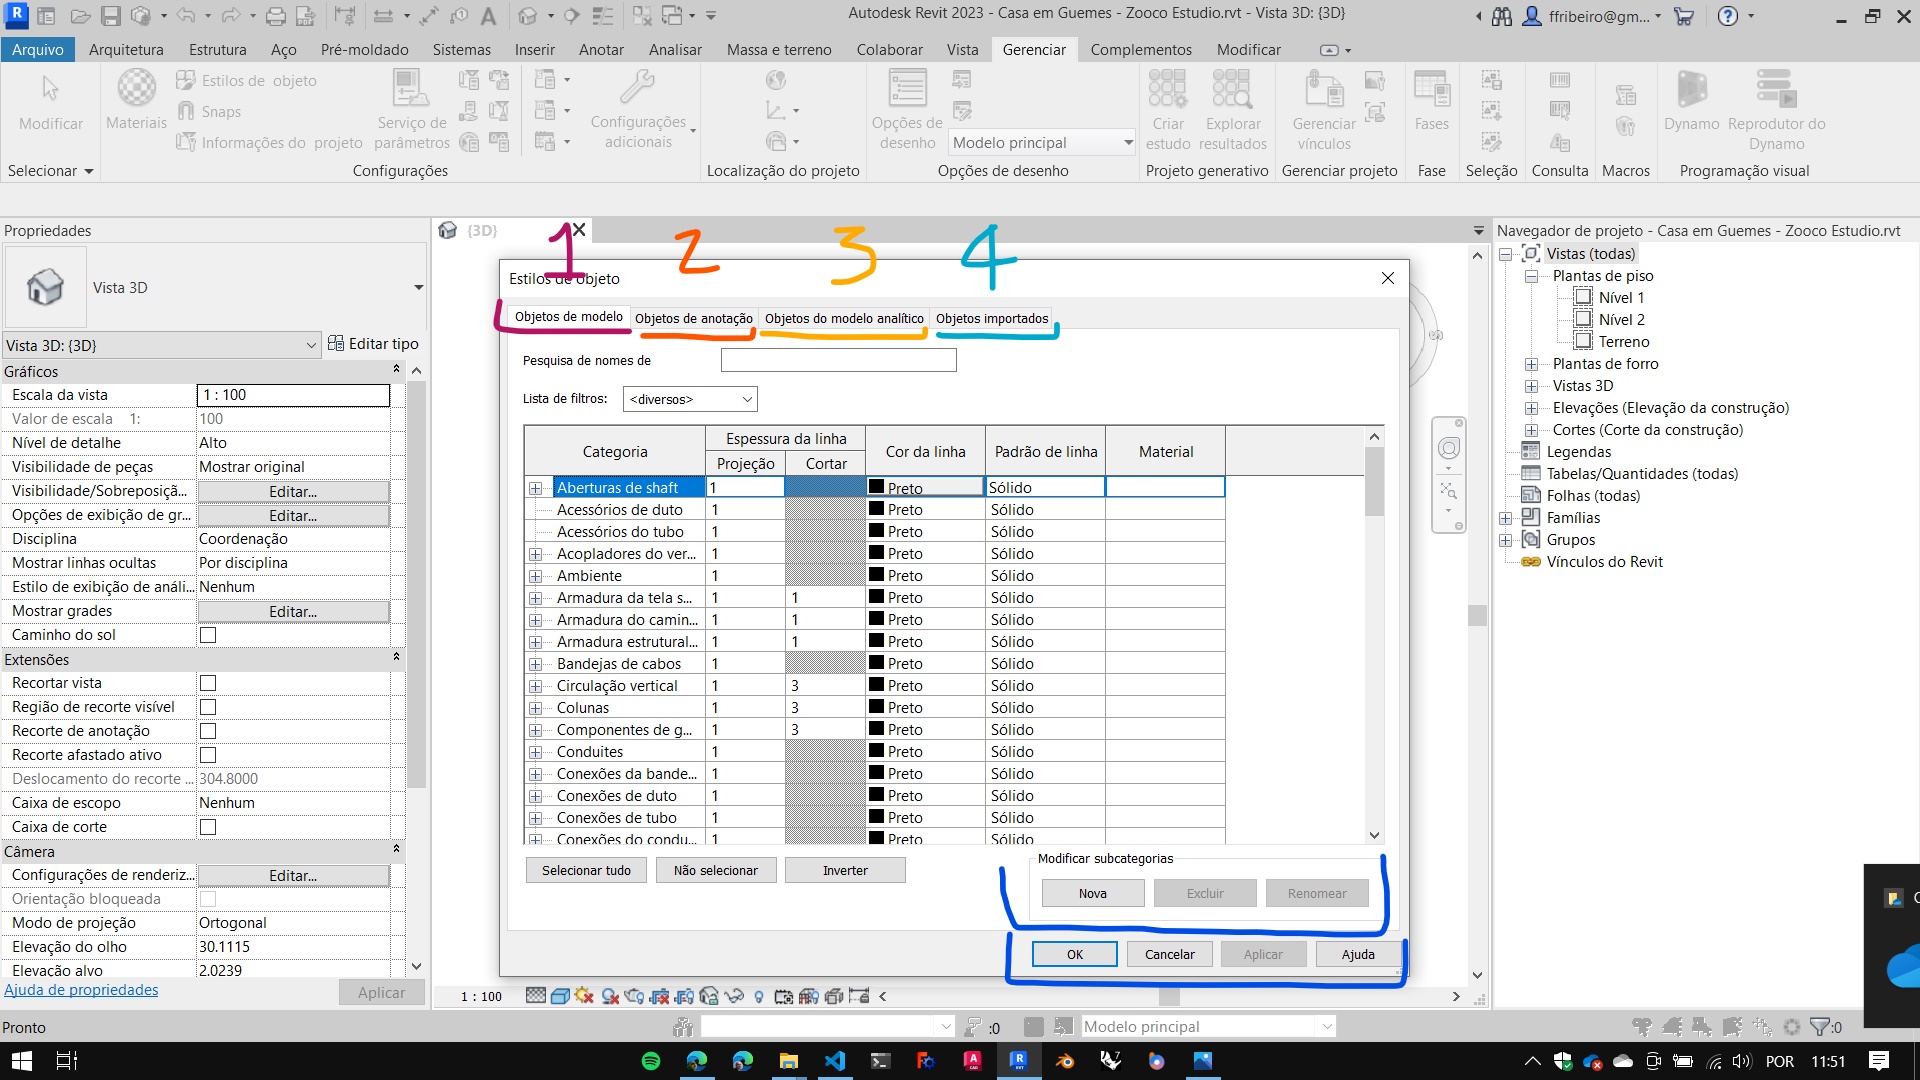 Autodesk Revit 2023 - Casa em Guemes - Zooco Estudio.rvt - Vista 3D: {3D}
ffribeiro@gm...
Arquivo Arquitetura Estrutura Aço Pré-moldado Sistemas Inserir Anotar Analisar Massa e terreno Colaborar Vista Gerenciar Complementos Modificar
Modificar
Materiais
Estilos de objeto
Snaps
Informações do projeto
Serviço de parâmetros
Configurações adicionais
Opções de desenho
Modelo principal
Criar estudo
Explorar resultados
Gerenciar vínculos
Fases
Dynamo
Reprodutor do Dynamo
Selecionar Configurações Localização do projeto Opções de desenho Projeto generativo Gerenciar projeto Fase Seleção Consulta Macros Programação visual
Propriedades
Vista 3D
Vista 3D: {3D} Editar tipo
Gráficos
Escala da vista 1 : 100
Valor de escala 1: 100
Nível de detalhe Alto
Visibilidade de peças Mostrar original
Visibilidade/Sobreposiçã... Editar...
Opções de exibição de gr... Editar...
Disciplina Coordenação
Mostrar linhas ocultas Por disciplina
Estilo de exibição de análi... Nenhum
Mostrar grades Editar...
Caminho do sol
Extensões
Recortar vista
Região de recorte visível
Recorte de anotação
Recorte afastado ativo
Deslocamento do recorte ... 304.8000
Caixa de escopo Nenhum
Caixa de corte
Câmera
Configurações de renderiz... Editar...
Orientação bloqueada
Modo de projeção Ortogonal
Elevação do olho 30.1115
Elevação alvo 2.0239
Ajuda de propriedades Aplicar
{3D}
1 2 3 4
Estilos de objeto
Objetos de modelo Objetos de anotação Objetos do modelo analítico Objetos importados
Pesquisa de nomes de
Lista de filtros: <diversos>
Categoria Espessura da linha Cor da linha Padrão de linha Material
Projeção Cortar
Aberturas de shaft 1 Preto Sólido
Acessórios de duto 1 Preto Sólido
Acessórios do tubo 1 Preto Sólido
Acopladores do ver... 1 Preto Sólido
Ambiente 1 Preto Sólido
Armadura da tela s... 1 1 Preto Sólido
Armadura do camin... 1 1 Preto Sólido
Armadura estrutural... 1 1 Preto Sólido
Bandejas de cabos 1 Preto Sólido
Circulação vertical 1 3 Preto Sólido
Colunas 1 3 Preto Sólido
Componentes de g... 1 3 Preto Sólido
Conduites 1 Preto Sólido
Conexões da bande... 1 Preto Sólido
Conexões de duto 1 Preto Sólido
Conexões de tubo 1 Preto Sólido
Conexões do condu... 1 Preto Sólido
Selecionar tudo Não selecionar Inverter
Modificar subcategorias
Nova Excluir Renomear
OK Cancelar Aplicar Ajuda
1 : 100
Navegador de projeto - Casa em Guemes - Zooco Estudio.rvt
Vistas (todas)
Plantas de piso
Nível 1
Nível 2
Terreno
Plantas de forro
Vistas 3D
Elevações (Elevação da construção)
Cortes (Corte da construção)
Legendas
Tabelas/Quantidades (todas)
Folhas (todas)
Famílias
Grupos
Vínculos do Revit
Pronto :0 Modelo principal :0
POR 11:51